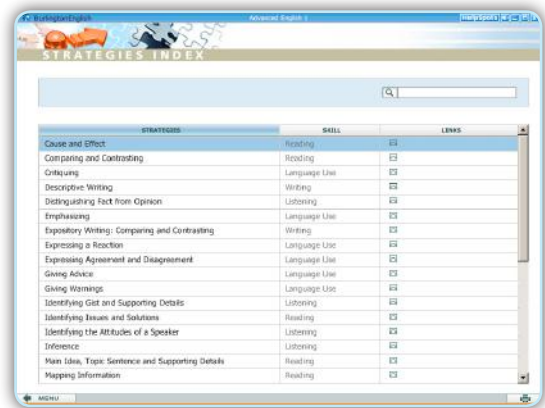 BurlingtonEnglish Advanced English 1 HelpSpots
STRATEGIES INDEX
STRATEGIES SKILL LINKS
Cause and Effect Reading
Comparing and Contrasting Reading
Critiquing Language Use
Descriptive Writing Writing
Distinguishing Fact from Opinion Listening
Emphasizing Language Use
Expository Writing: Comparing and Contrasting Writing
Expressing a Reaction Language Use
Expressing Agreement and Disagreement Language Use
Giving Advice Language Use
Giving Warnings Language Use
Identifying Gist and Supporting Details Listening
Identifying Issues and Solutions Reading
Identifying the Attitudes of a Speaker Listening
Inference Listening
Main Idea, Topic Sentence and Supporting Details Reading
Mapping Information Reading
MENU